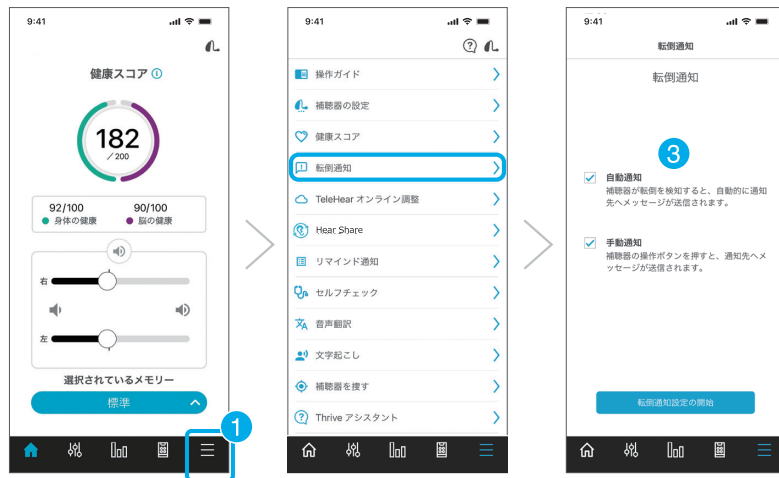 9:41
健康スコア
182
/ 200
92/100
身体の健康
90/100
脳の健康
右
左
選択されているメモリー
標準
1
9:41
操作ガイド
補聴器の設定
健康スコア
転倒通知
TeleHear オンライン調整
Hear Share
リマインド通知
セルフチェック
音声翻訳
文字起こし
補聴器を捜す
Thrive アシスタント
9:41
転倒通知
転倒通知
3
自動通知
補聴器が転倒を検知すると、自動的に通知
先へメッセージが送信されます。
手動通知
補聴器の操作ボタンを押すと、通知先へメ
ッセージが送信されます。
転倒通知設定の開始